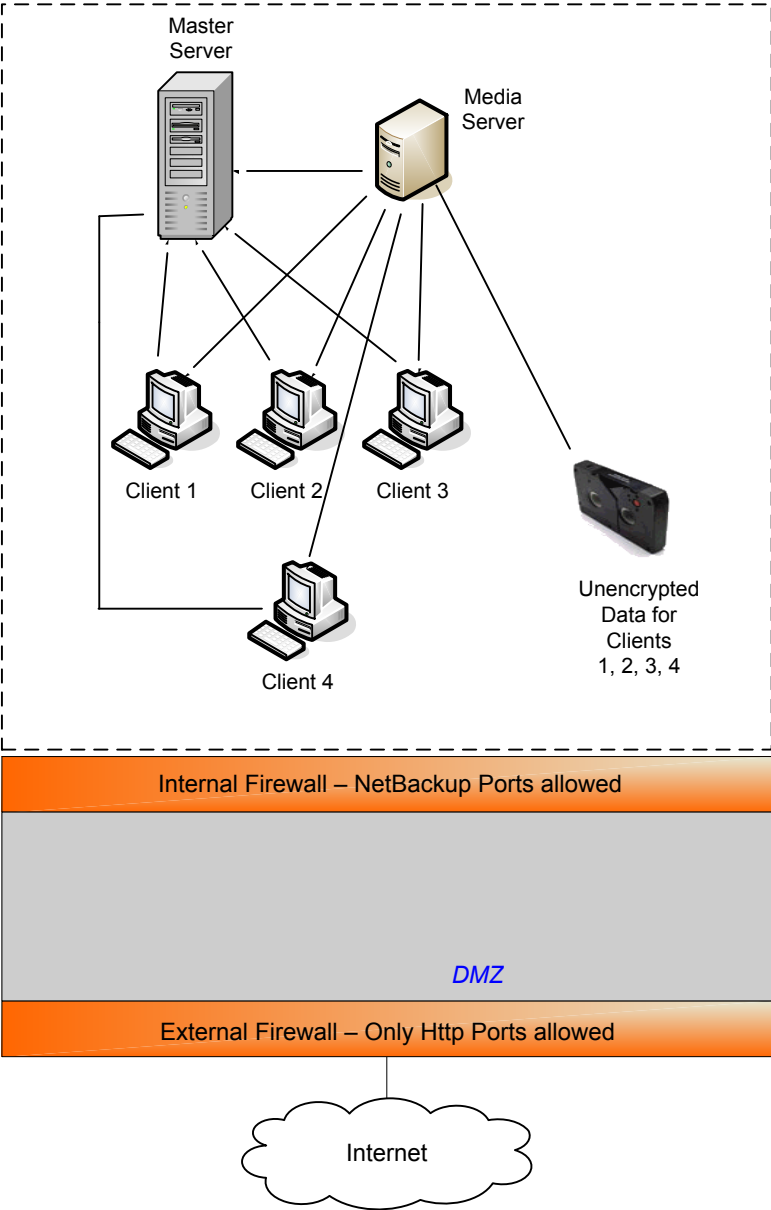 Master
Server
Media
Server
Client 1
Client 2
Client 3
Unencrypted
Data for
Clients
1, 2, 3, 4
Client 4
Internal Firewall – NetBackup Ports allowed
DMZ
External Firewall – Only Http Ports allowed
Internet